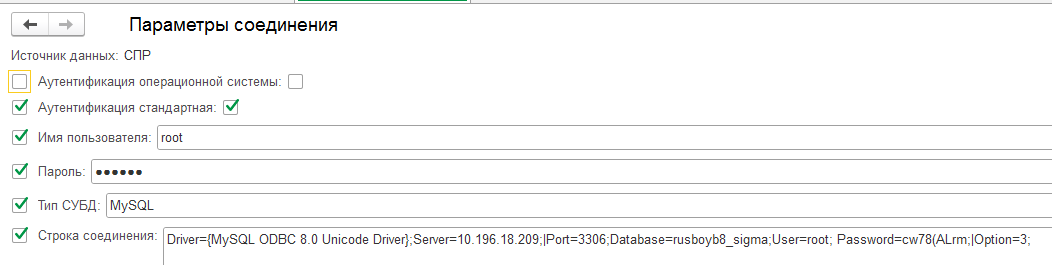 Параметры соединения
Источник данных: СПР
Аутентификация операционной системы:
Аутентификация стандартная:
Имя пользователя: root
Пароль: ••••••
Тип СУБД: MySQL
Строка соединения: Driver={MySQL ODBC 8.0 Unicode Driver};Server=10.196.18.209;|Port=3306;Database=rusboyb8_sigma;User=root; Password=cw78(ALrm;|Option=3;